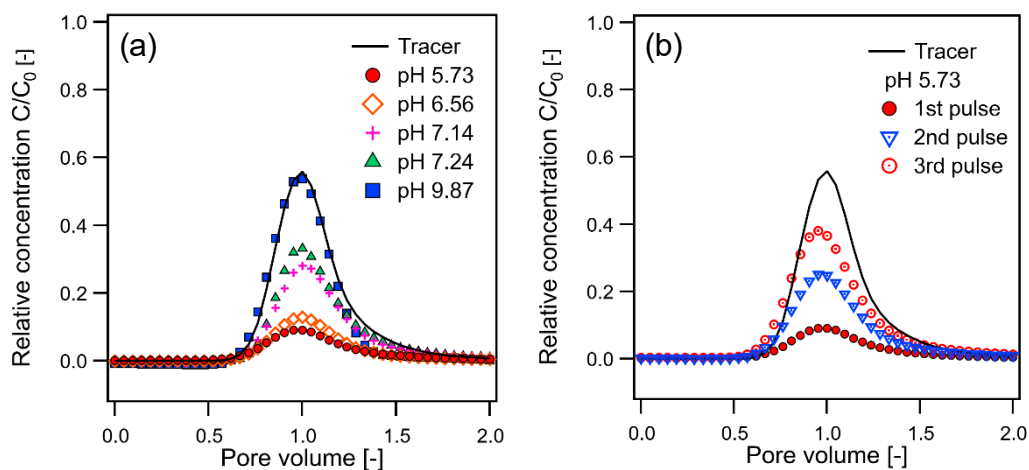 (a)
Tracer
pH 5.73
pH 6.56
pH 7.14
pH 7.24
pH 9.87
Relative concentration C/C₀ [-]
1.0
0.8
0.6
0.4
0.2
0.0
0.0 0.5 1.0 1.5 2.0
Pore volume [-]
(b)
Tracer
pH 5.73
1st pulse
2nd pulse
3rd pulse
Relative concentration C/C₀ [-]
1.0
0.8
0.6
0.4
0.2
0.0
0.0 0.5 1.0 1.5 2.0
Pore volume [-]